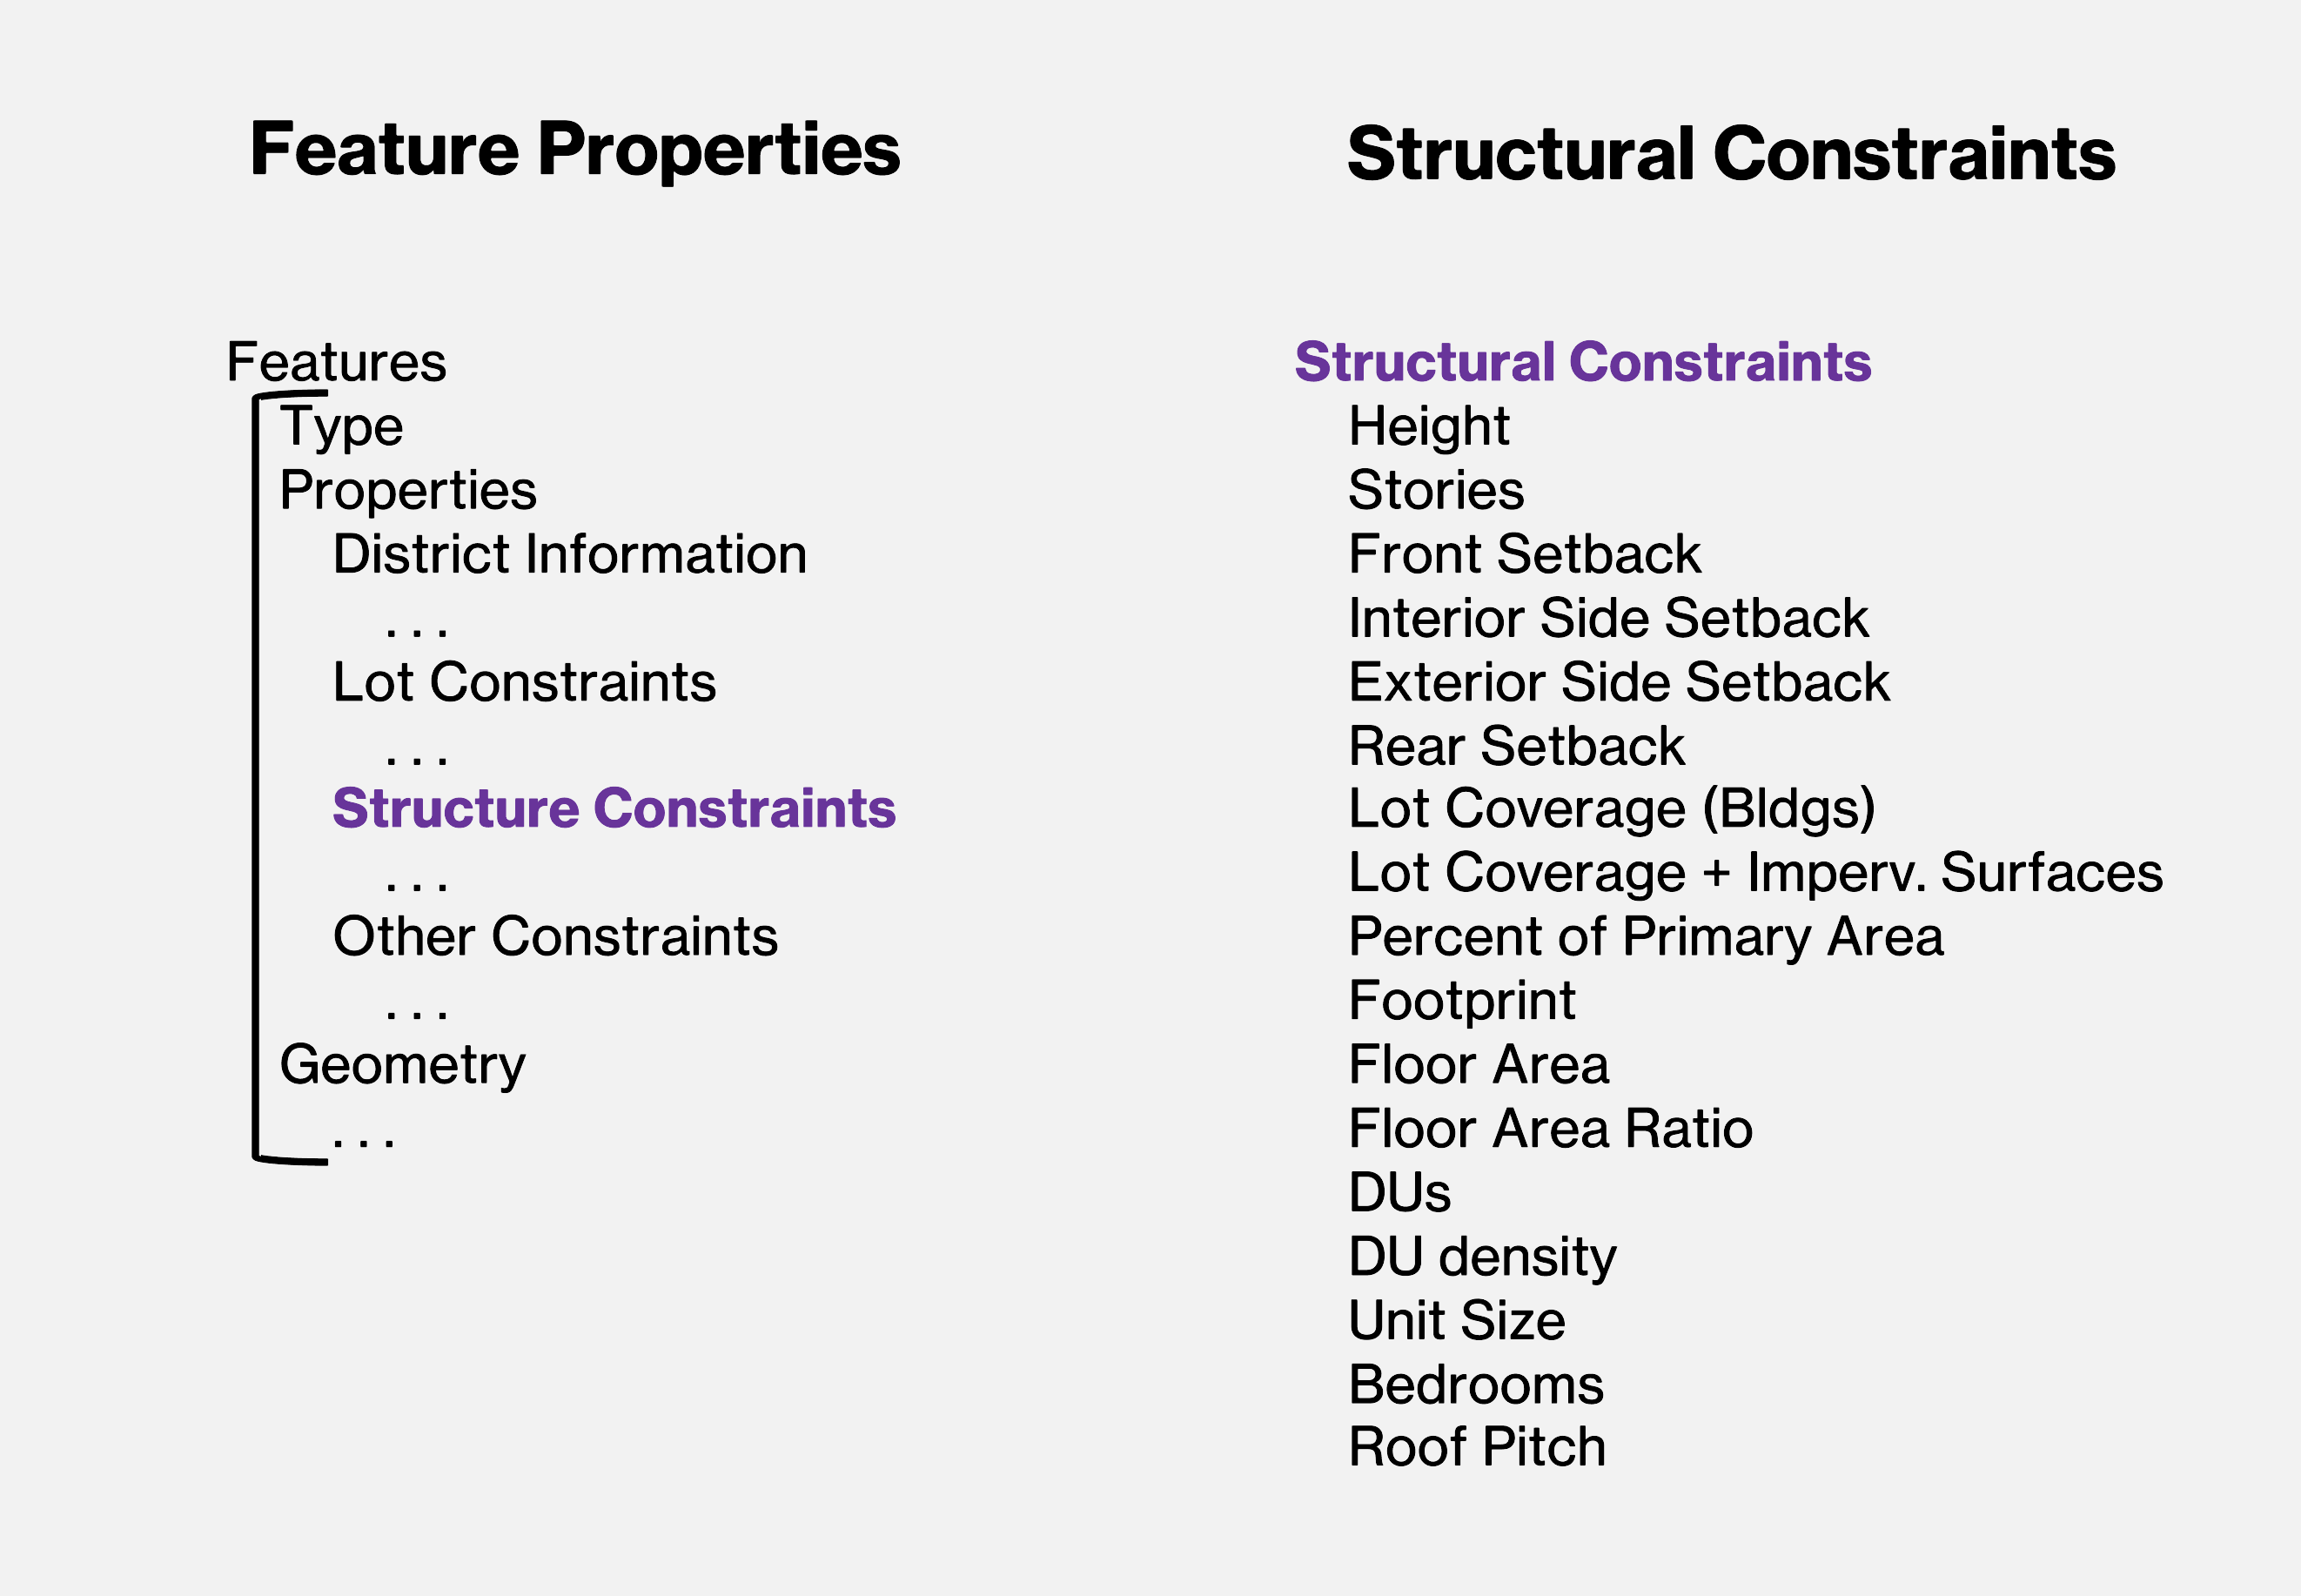 Feature Properties
Features
Type
Properties
District Information
...
Lot Constraints
...
Structure Constraints
...
Other Constraints
...
Geometry
...
Structural Constraints
Structural Constraints
Height
Stories
Front Setback
Interior Side Setback
Exterior Side Setback
Rear Setback
Lot Coverage (Bldgs)
Lot Coverage + Imperv. Surfaces
Percent of Primary Area
Footprint
Floor Area
Floor Area Ratio
DUs
DU density
Unit Size
Bedrooms
Roof Pitch